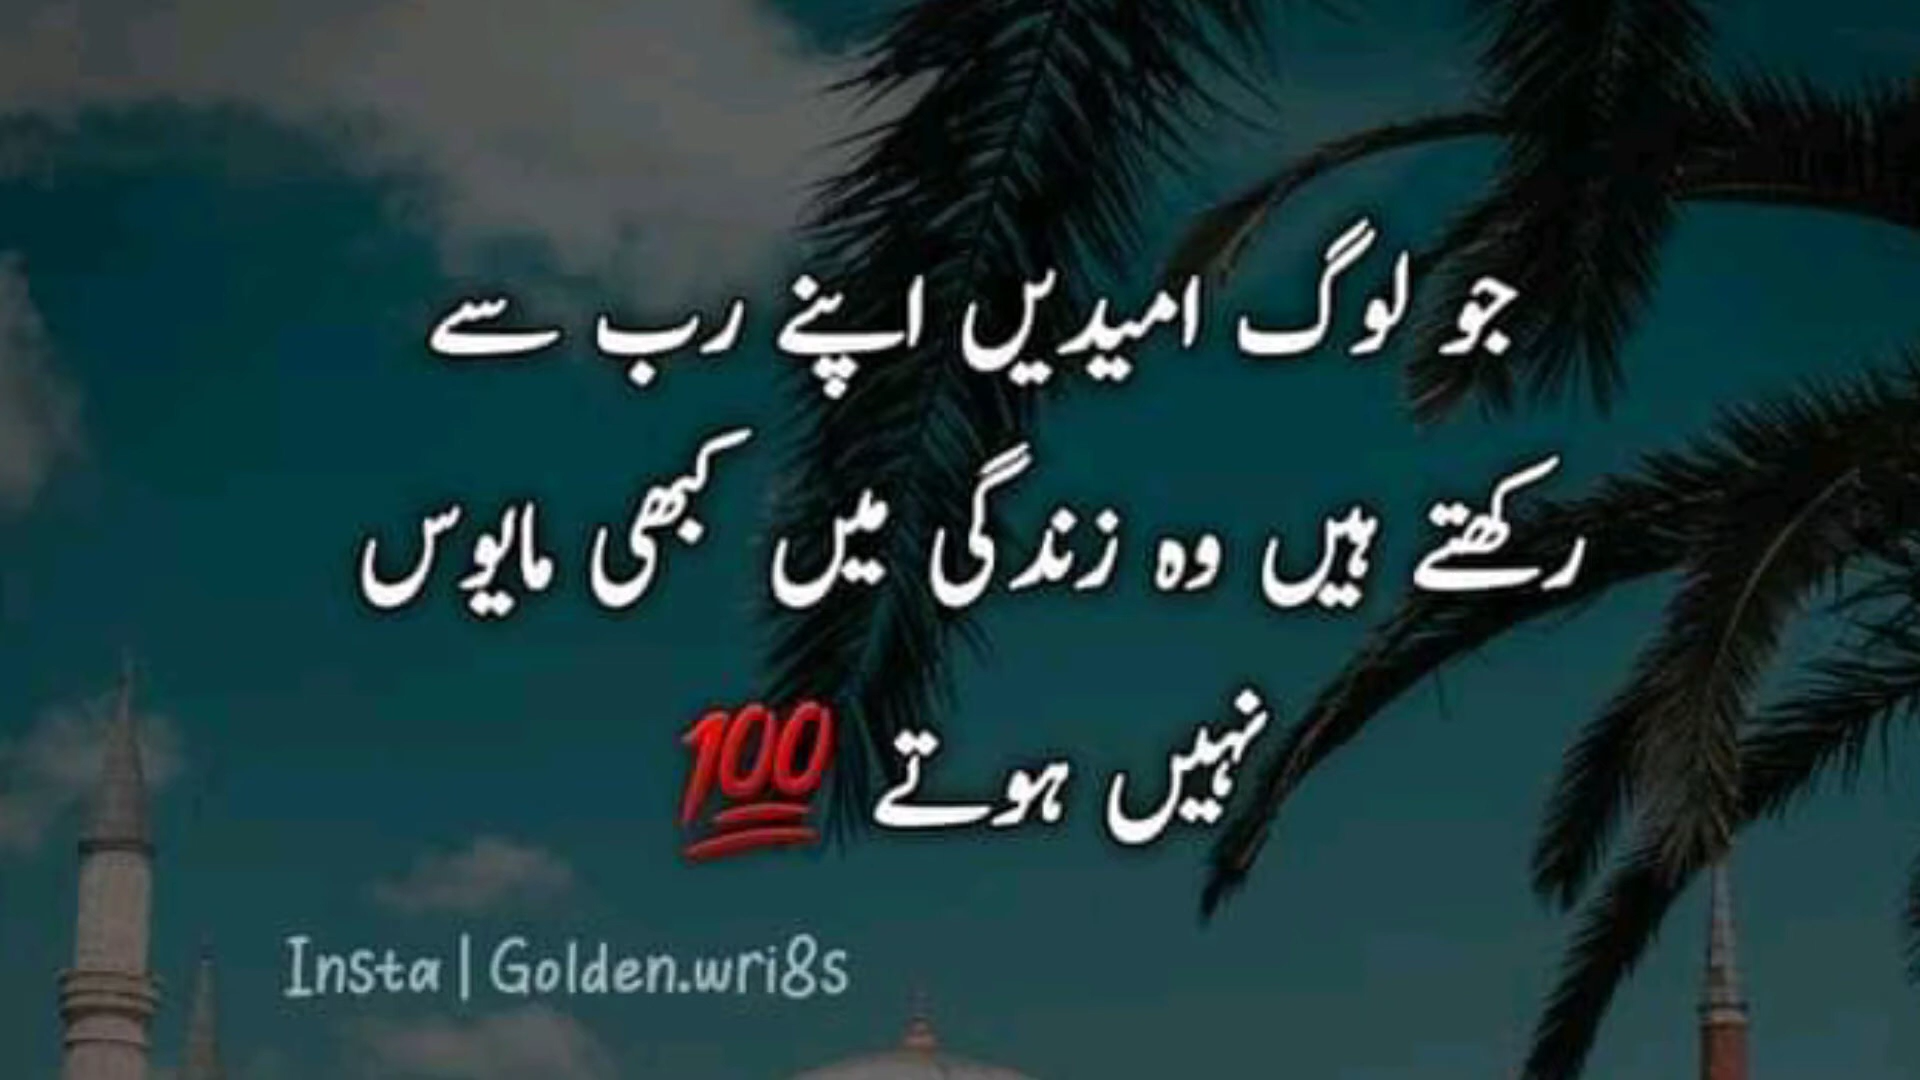 جو لوگ امیدیں اپنے رب سے
رکھتے ہیں وہ زندگی میں کبھی مایوس
نہیں ہوتے 💯
Insta | Golden.wri8s